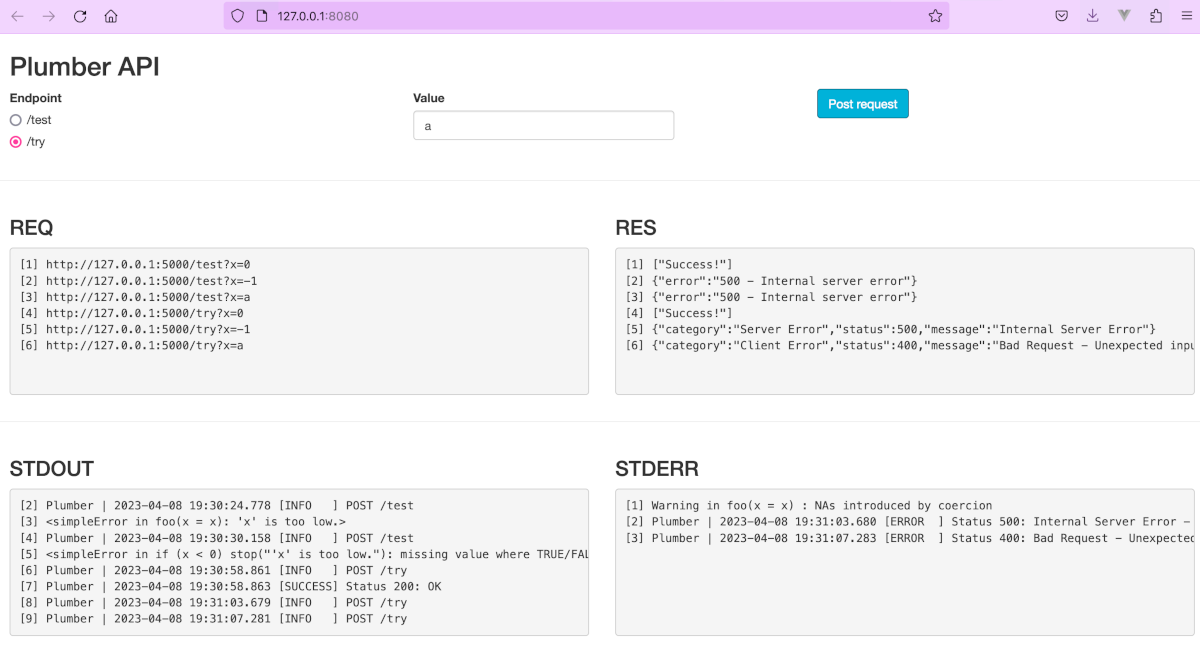 127.0.0.1:8080
Plumber API
Endpoint
/test
/try
Value
a
Post request
REQ
[1] http://127.0.0.1:5000/test?x=0
[2] http://127.0.0.1:5000/test?x=-1
[3] http://127.0.0.1:5000/test?x=a
[4] http://127.0.0.1:5000/try?x=0
[5] http://127.0.0.1:5000/try?x=-1
[6] http://127.0.0.1:5000/try?x=a
RES
[1] ["Success!"]
[2] {"error":"500 - Internal server error"}
[3] {"error":"500 - Internal server error"}
[4] ["Success!"]
[5] {"category":"Server Error","status":500,"message":"Internal Server Error"}
[6] {"category":"Client Error","status":400,"message":"Bad Request - Unexpected inpu
STDOUT
[2] Plumber | 2023-04-08 19:30:24.778 [INFO   ] POST /test
[3] <simpleError in foo(x = x): 'x' is too low.>
[4] Plumber | 2023-04-08 19:30:30.158 [INFO   ] POST /test
[5] <simpleError in if (x < 0) stop("'x' is too low."): missing value where TRUE/FAL
[6] Plumber | 2023-04-08 19:30:58.861 [INFO   ] POST /try
[7] Plumber | 2023-04-08 19:30:58.863 [SUCCESS] Status 200: OK
[8] Plumber | 2023-04-08 19:31:03.679 [INFO   ] POST /try
[9] Plumber | 2023-04-08 19:31:07.281 [INFO   ] POST /try
STDERR
[1] Warning in foo(x = x) : NAs introduced by coercion
[2] Plumber | 2023-04-08 19:31:03.680 [ERROR  ] Status 500: Internal Server Error -
[3] Plumber | 2023-04-08 19:31:07.283 [ERROR  ] Status 400: Bad Request - Unexpected